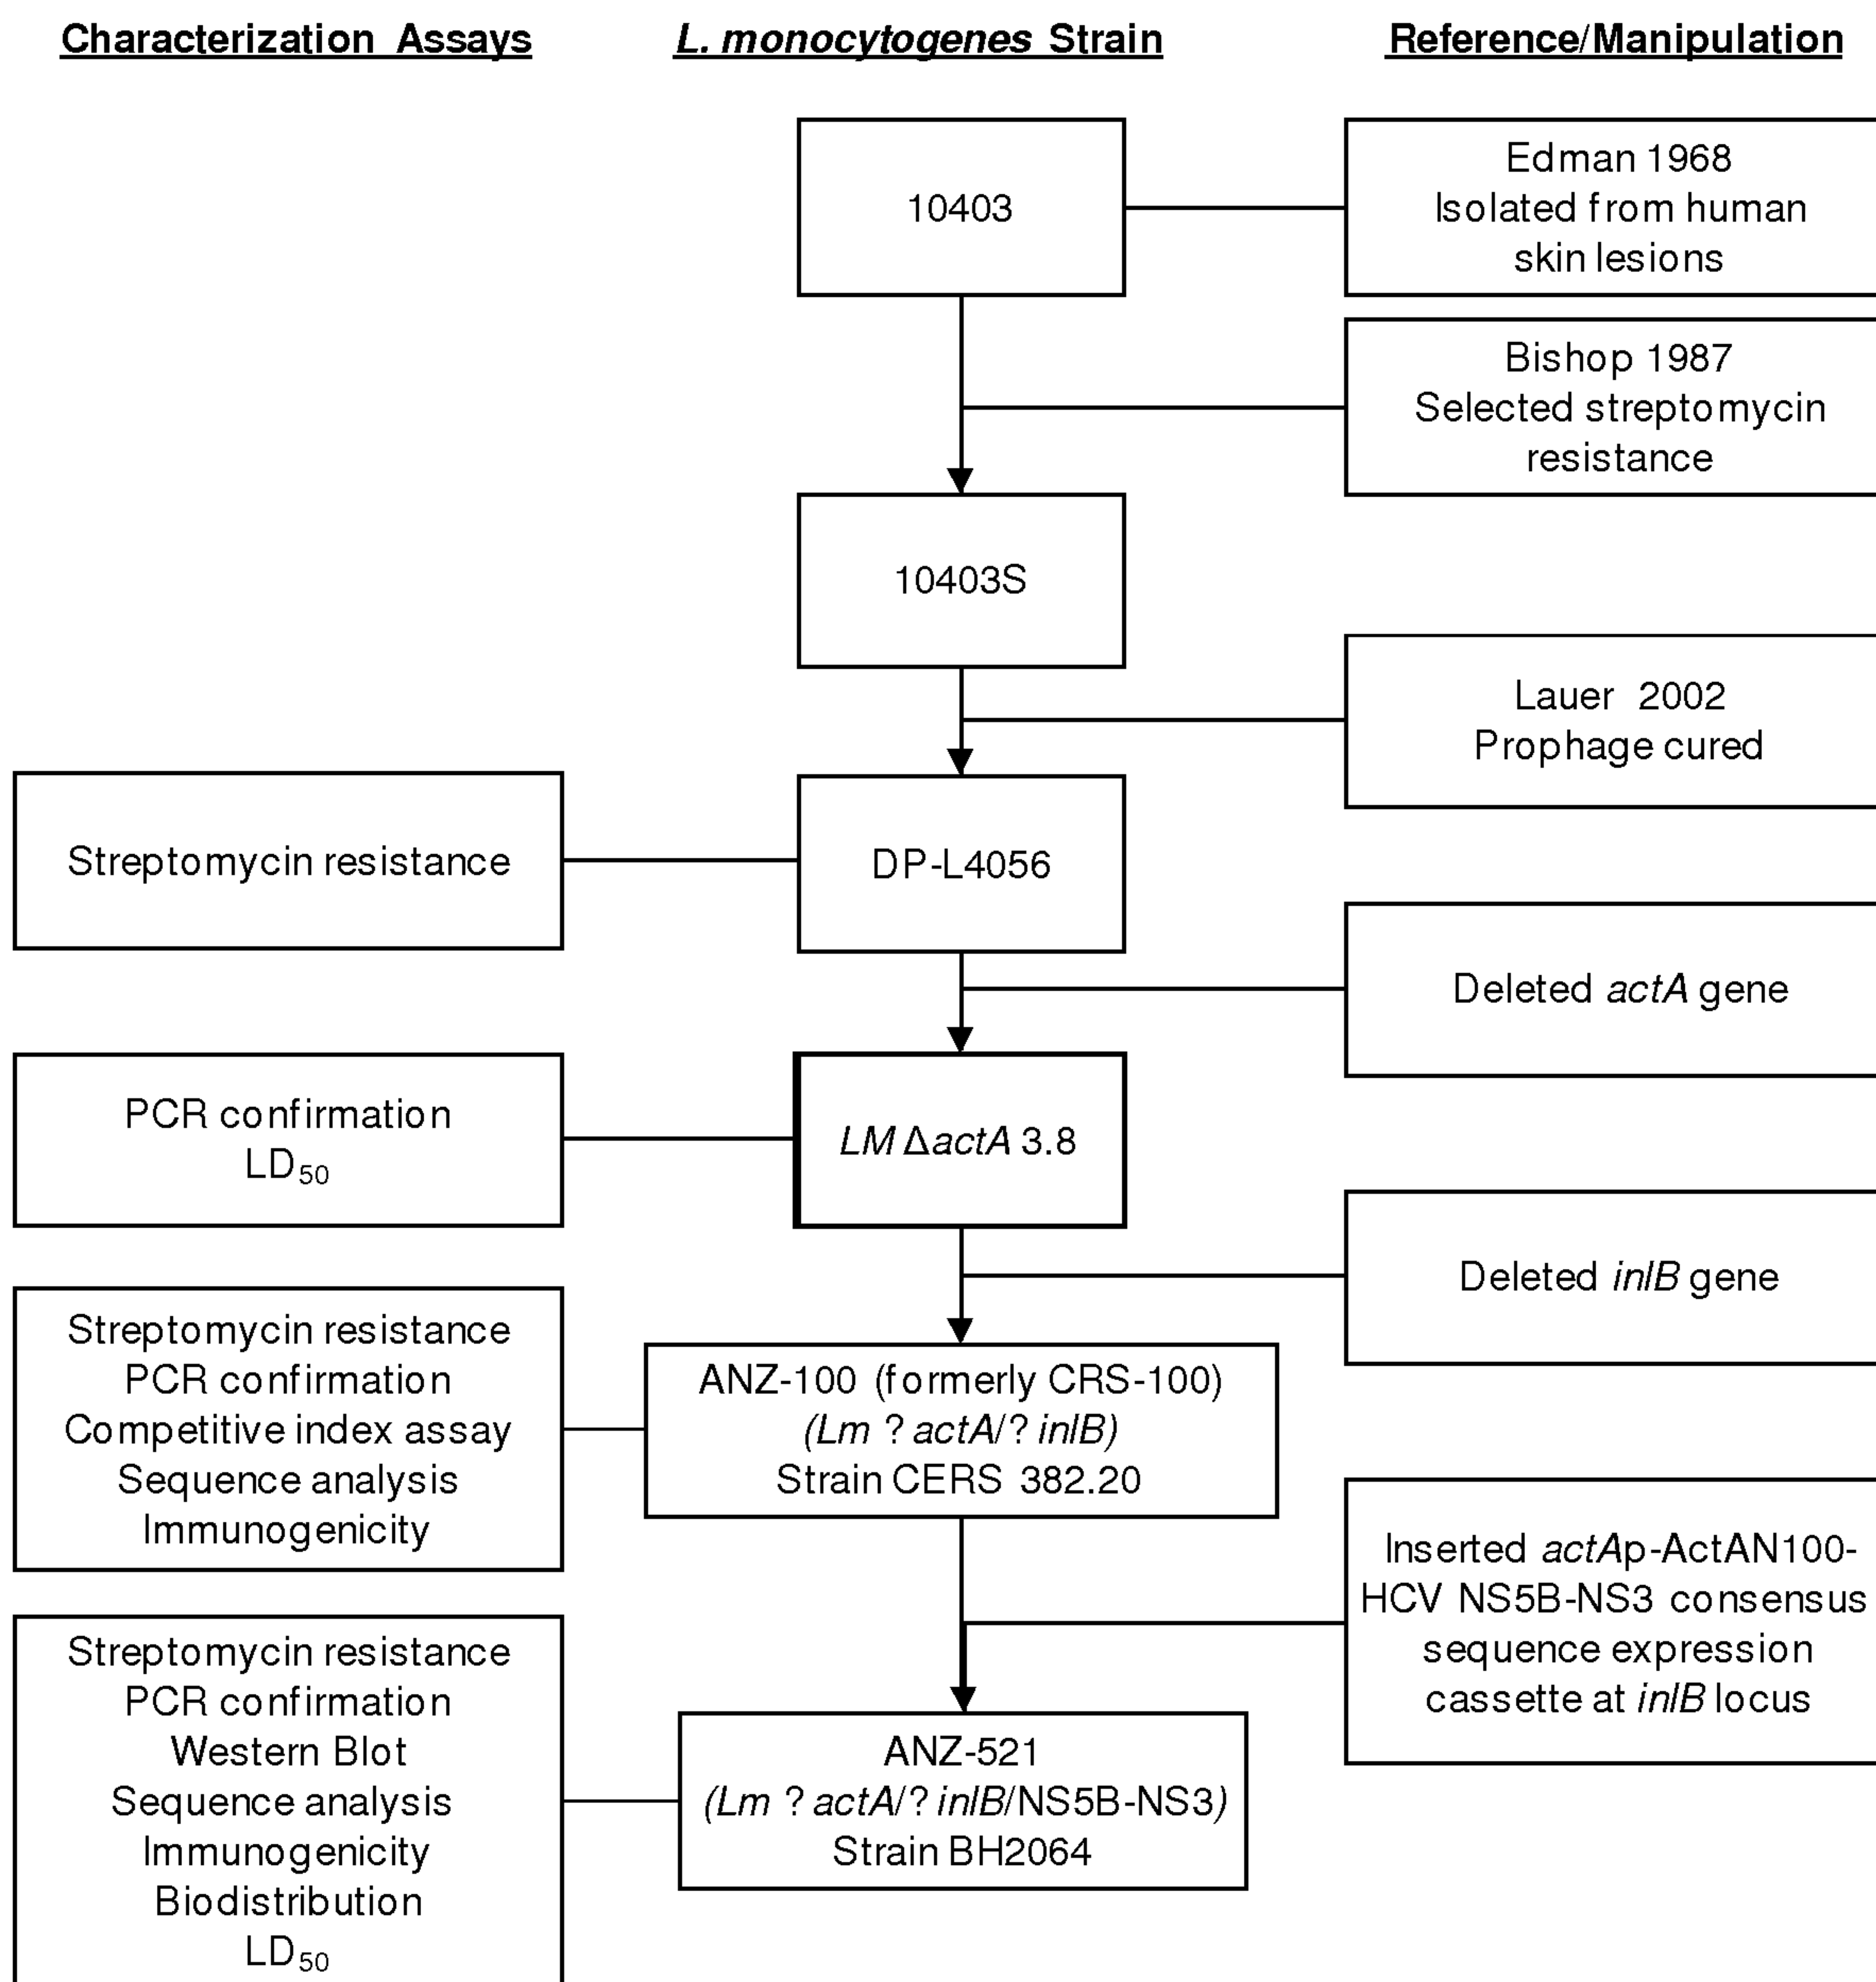 Characterization Assays
L. monocytogenes Strain
Reference/Manipulation
10403
Edman 1968
Isolated from human
skin lesions
Bishop 1987
Selected streptomycin
resistance
10403S
Lauer 2002
Prophage cured
Streptomycin resistance
DP-L4056
Deleted actA gene
PCR confirmation
LD50
LM ΔactA 3.8
Deleted inlB gene
Streptomycin resistance
PCR confirmation
Competitive index assay
Sequence analysis
Immunogenicity
ANZ-100 (formerly CRS-100)
(Lm ? actA/? inlB)
Strain CERS 382.20
Inserted actAp-ActAN100-
HCV NS5B-NS3 consensus
sequence expression
cassette at inlB locus
Streptomycin resistance
PCR confirmation
Western Blot
Sequence analysis
Immunogenicity
Biodistribution
LD50
ANZ-521
(Lm ? actA/? inlB/NS5B-NS3)
Strain BH2064